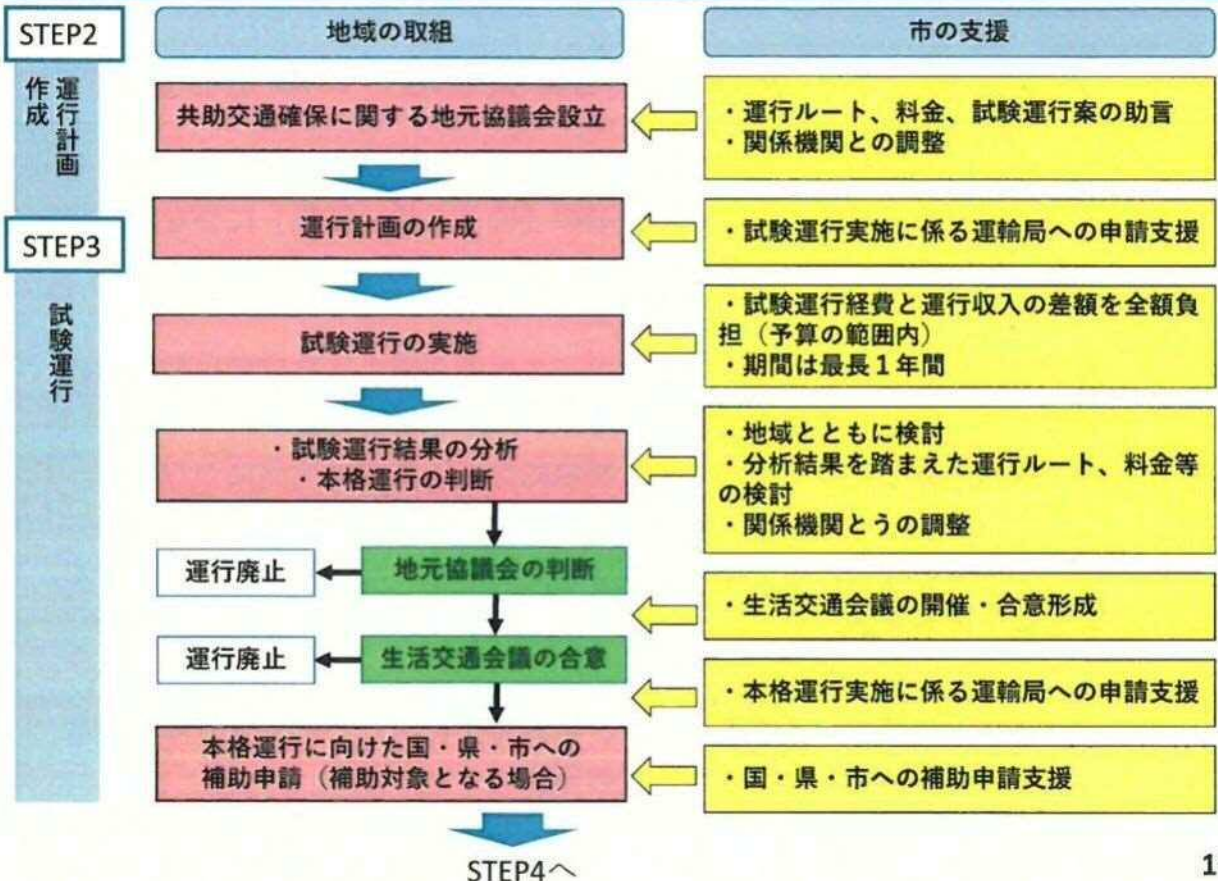 STEP2
運行計画
作成
STEP3
試験運行
地域の取組
市の支援
共助交通確保に関する地元協議会設立
・運行ルート、料金、試験運行案の助言
・関係機関との調整
運行計画の作成
・試験運行実施に係る運輸局への申請支援
試験運行の実施
・試験運行経費と運行収入の差額を全額負
担（予算の範囲内）
・期間は最長１年間
・試験運行結果の分析
・本格運行の判断
・地域とともに検討
・分析結果を踏まえた運行ルート、料金等
の検討
・関係機関とうの調整
運行廃止
地元協議会の判断
・生活交通会議の開催・合意形成
運行廃止
生活交通会議の合意
・本格運行実施に係る運輸局への申請支援
本格運行に向けた国・県・市への
補助申請（補助対象となる場合）
・国・県・市への補助申請支援
STEP4へ
1